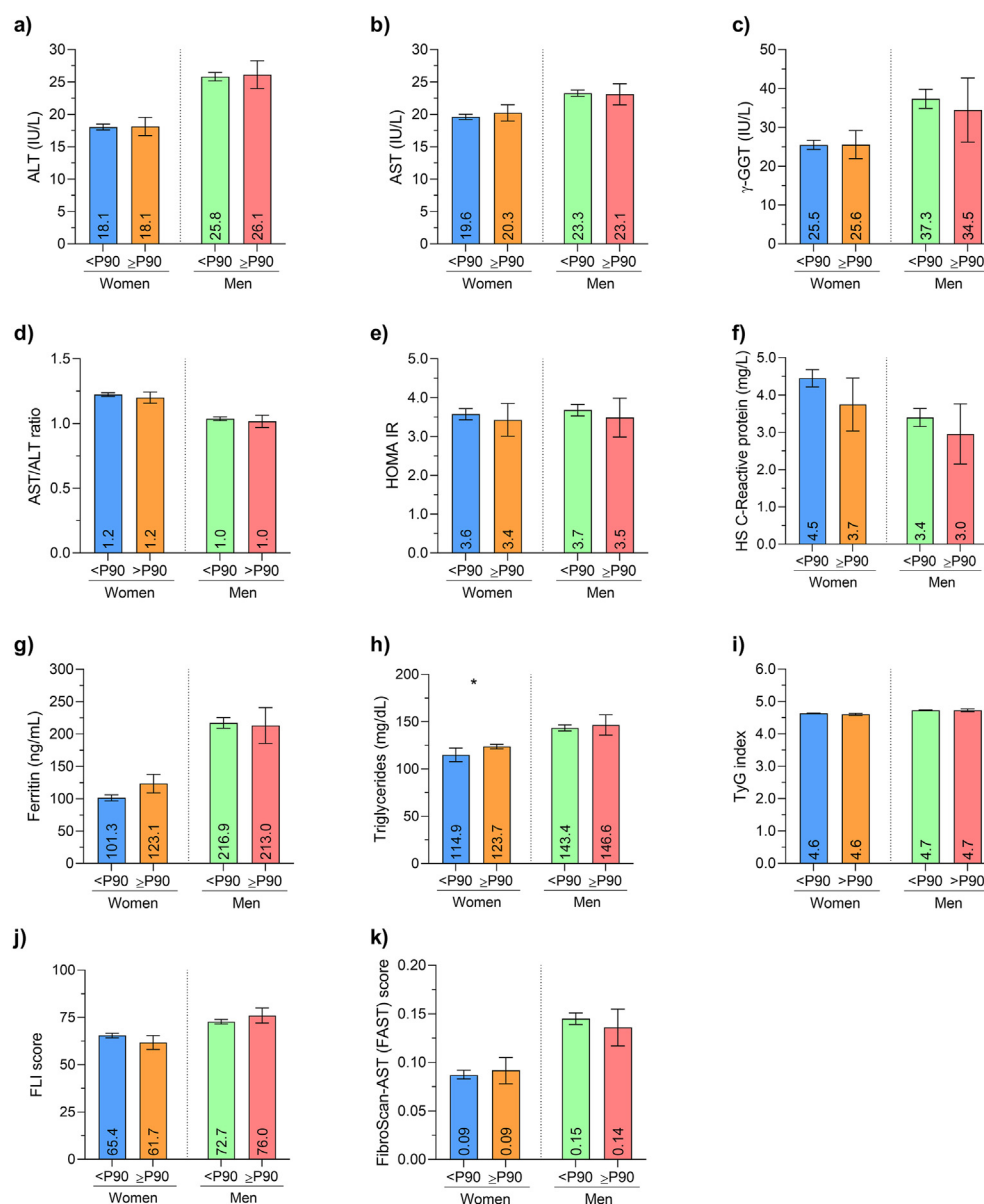 a)
ALT (IU/L)
30
25
20
15
10
5
0
18.1
18.1
25.8
26.1
<P90 ≥P90 <P90 ≥P90
Women Men
b)
AST (IU/L)
30
25
20
15
10
5
0
19.6
20.3
23.3
23.1
<P90 ≥P90 <P90 ≥P90
Women Men
c)
γ-GGT (IU/L)
50
40
30
20
10
0
25.5
25.6
37.3
34.5
<P90 ≥P90 <P90 ≥P90
Women Men
d)
AST/ALT ratio
1.5
1.0
0.5
0.0
1.2
1.2
1.0
1.0
<P90 >P90 <P90 >P90
Women Men
e)
HOMA IR
5.0
4.0
3.0
2.0
1.0
0.0
3.6
3.4
3.7
3.5
<P90 ≥P90 <P90 ≥P90
Women Men
f)
HS C-Reactive protein (mg/L)
5.0
4.0
3.0
2.0
1.0
0.0
4.5
3.7
3.4
3.0
<P90 ≥P90 <P90 ≥P90
Women Men
g)
Ferritin (ng/mL)
300
250
200
150
100
50
0
101.3
123.1
216.9
213.0
<P90 ≥P90 <P90 ≥P90
Women Men
h)
Triglycerides (mg/dL)
200
150
100
50
0
*
114.9
123.7
143.4
146.6
<P90 ≥P90 <P90 ≥P90
Women Men
i)
TyG index
6.0
5.0
4.0
3.0
2.0
1.0
0.0
4.6
4.6
4.7
4.7
<P90 >P90 <P90 >P90
Women Men
j)
FLI score
100
75
50
25
0
65.4
61.7
72.7
76.0
<P90 ≥P90 <P90 ≥P90
Women Men
k)
FibroScan-AST (FAST) score
0.20
0.15
0.10
0.05
0.00
0.09
0.09
0.15
0.14
<P90 ≥P90 <P90 ≥P90
Women Men